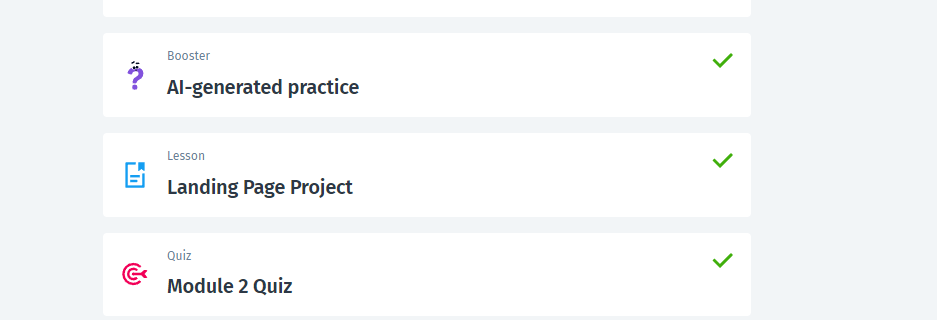 Booster
AI-generated practice
Lesson
Landing Page Project
Quiz
Module 2 Quiz